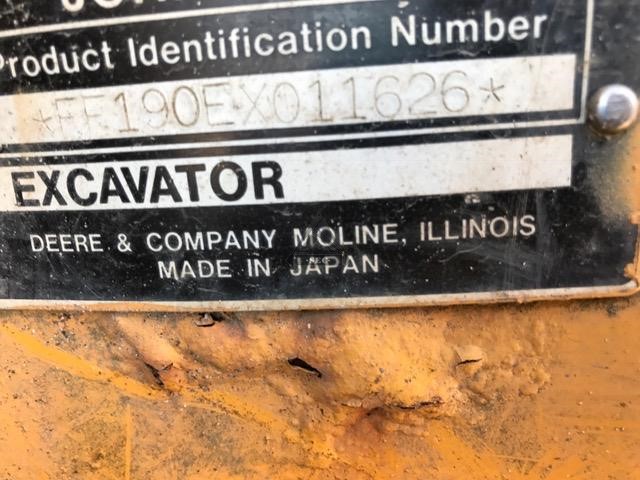 Product Identification Number
*FF190EX011626*
EXCAVATOR
DEERE & COMPANY MOLINE, ILLINOIS
MADE IN JAPAN